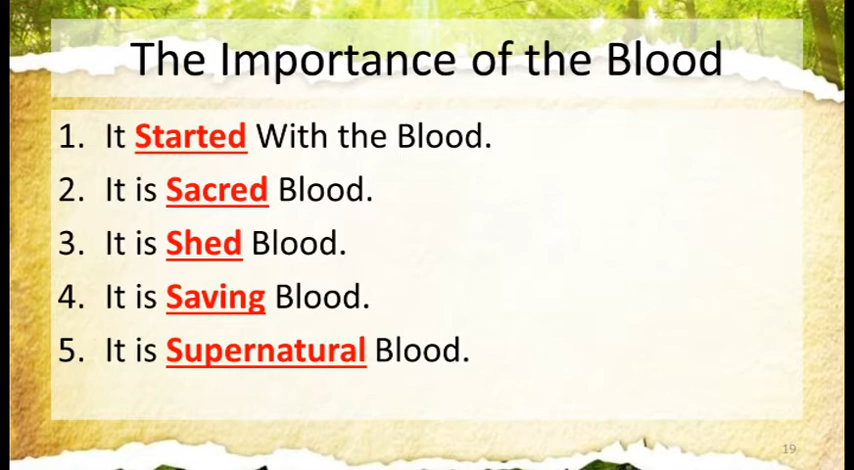 The Importance of the Blood
1. It Started With the Blood.
2. It is Sacred Blood.
3. It is Shed Blood.
4. It is Saving Blood.
5. It is Supernatural Blood.
19